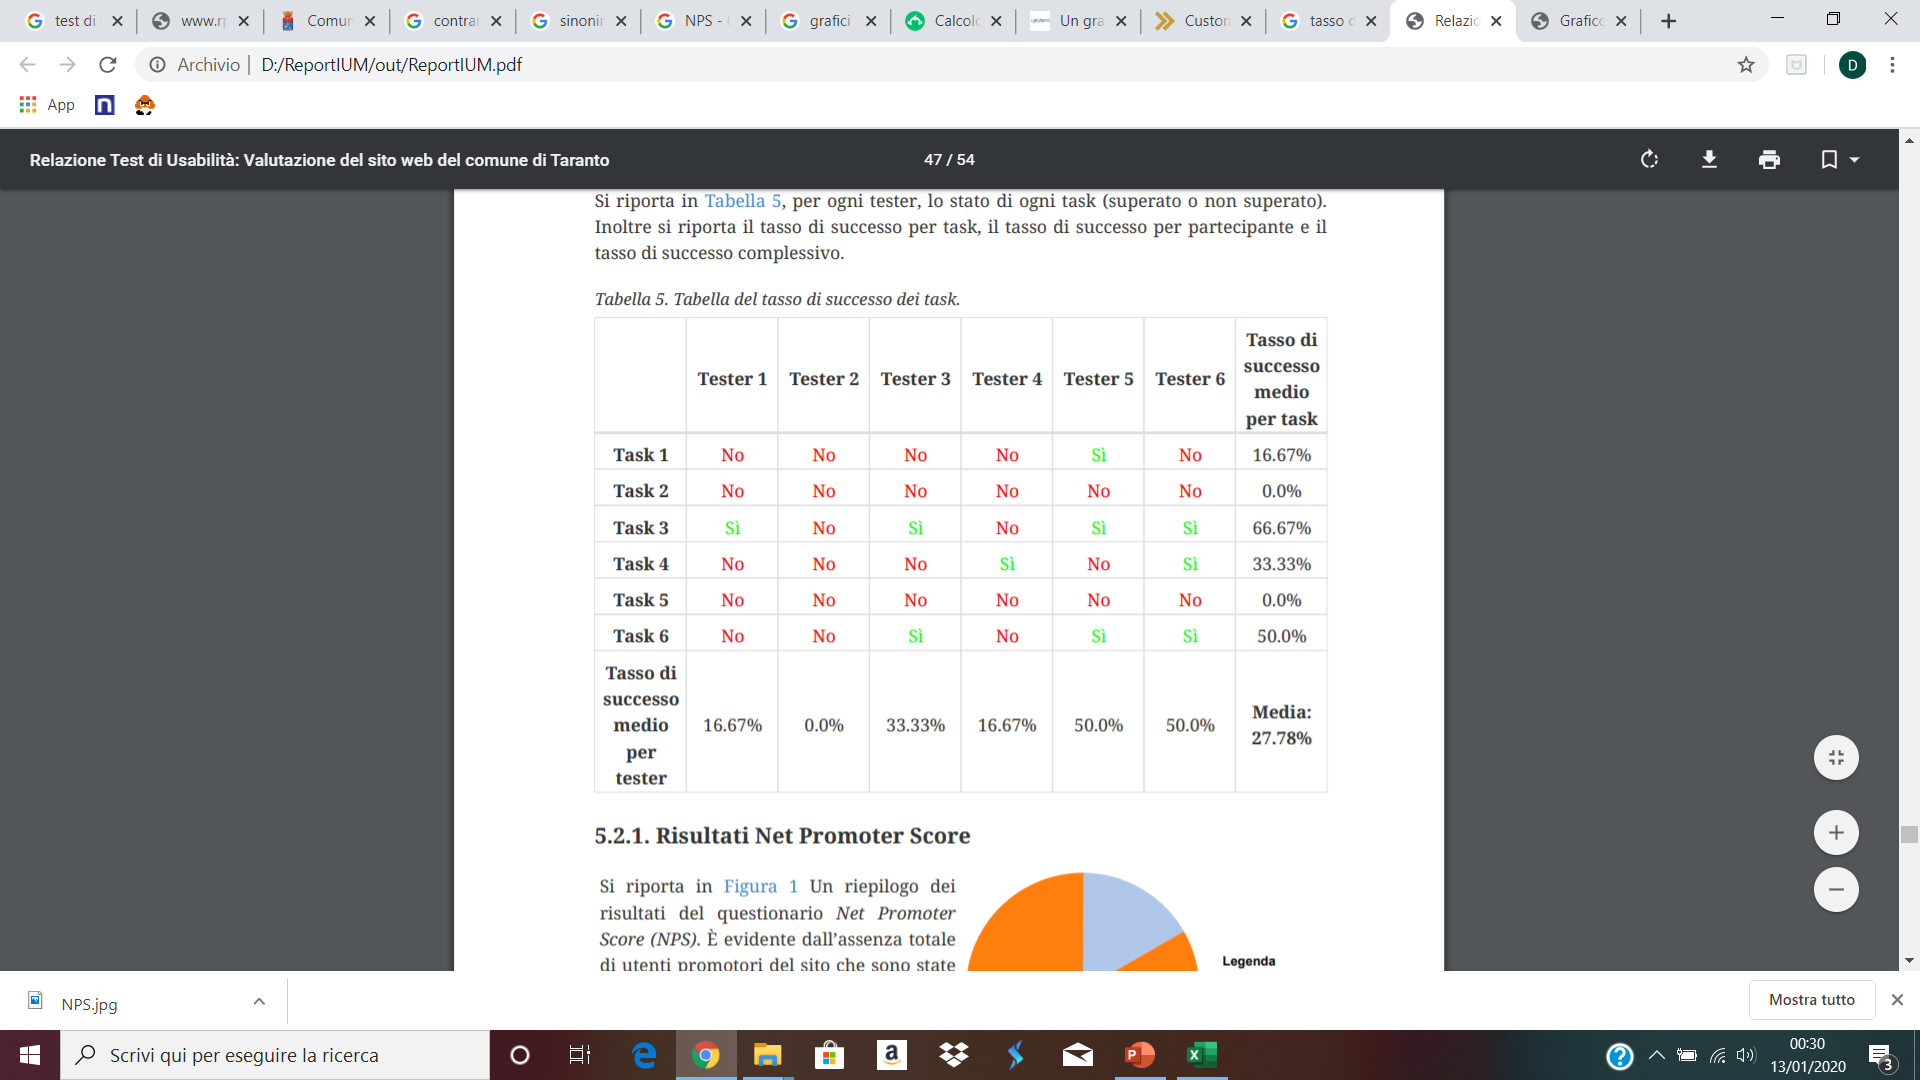 test di
www.rp
Comun
contrar
sinonin
NPS - 
grafici
Calcolo
Un gra
Custon
tasso
Relazio
Grafico
Archivio | D:/ReportIUM/out/ReportIUM.pdf
D
App
n
Relazione Test di Usabilità: Valutazione del sito web del comune di Taranto
47 / 54
Si riporta in Tabella 5, per ogni tester, lo stato di ogni task (superato o non superato).
Inoltre si riporta il tasso di successo per task, il tasso di successo per partecipante e il
tasso di successo complessivo.
Tabella 5. Tabella del tasso di successo dei task.
Tester 1 Tester 2 Tester 3 Tester 4 Tester 5 Tester 6 Tasso di
successo
medio
per task
Task 1 No No No No Sì No 16.67%
Task 2 No No No No No No 0.0%
Task 3 Sì No Sì No Sì Sì 66.67%
Task 4 No No No Sì No Sì 33.33%
Task 5 No No No No No No 0.0%
Task 6 No No Sì No Sì Sì 50.0%
Tasso di
successo
medio
per
tester
16.67% 0.0% 33.33% 16.67% 50.0% 50.0% Media:
27.78%
5.2.1. Risultati Net Promoter Score
Si riporta in Figura 1 Un riepilogo dei
risultati del questionario Net Promoter
Score (NPS). È evidente dall'assenza totale
di utenti promotori del sito che sono state
Legenda
NPS.jpg
Mostra tutto
Scrivi qui per eseguire la ricerca
00:30
13/01/2020
3